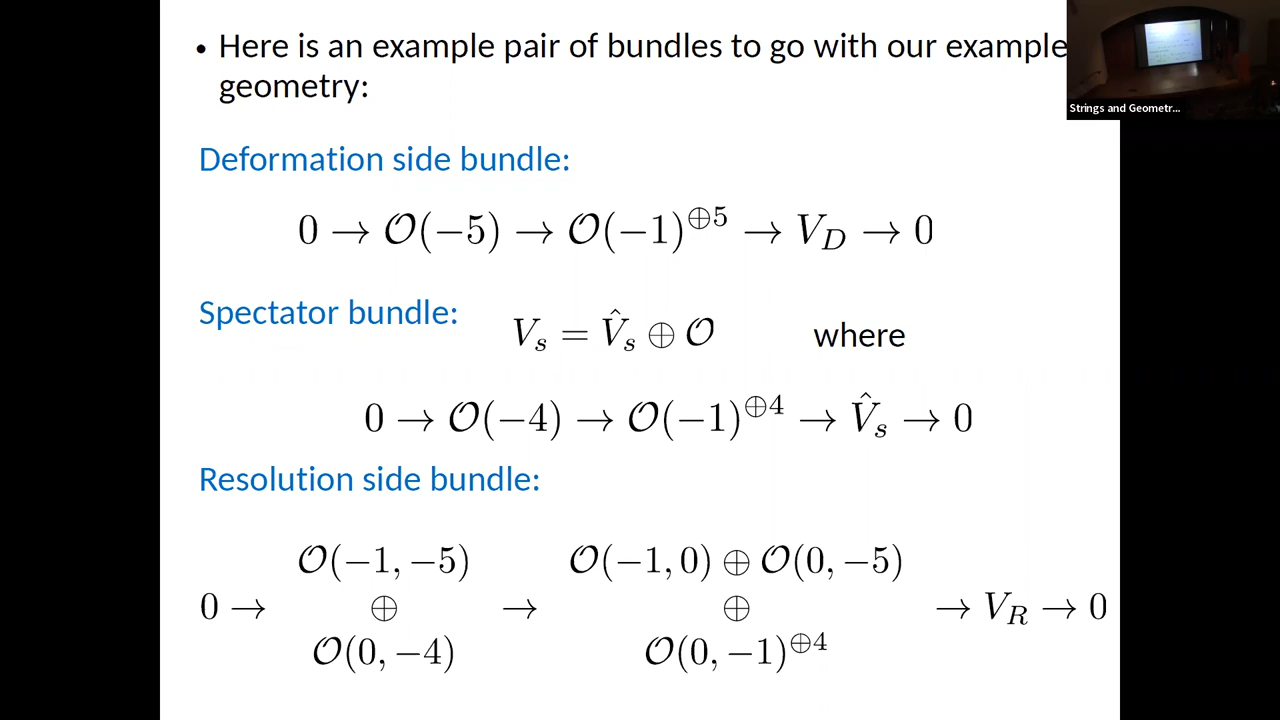 • Here is an example pair of bundles to go with our example
geometry:
Strings and Geometr...
Deformation side bundle:
0 → 𝒪(−5) → 𝒪(−1)^{⊕5} → V_D → 0
Spectator bundle: V_s = V̂_s ⊕ 𝒪 where
0 → 𝒪(−4) → 𝒪(−1)^{⊕4} → V̂_s → 0
Resolution side bundle:
𝒪(−1, −5) 𝒪(−1, 0) ⊕ 𝒪(0, −5)
0 → ⊕ → ⊕ → V_R → 0
𝒪(0, −4) 𝒪(0, −1)^{⊕4}